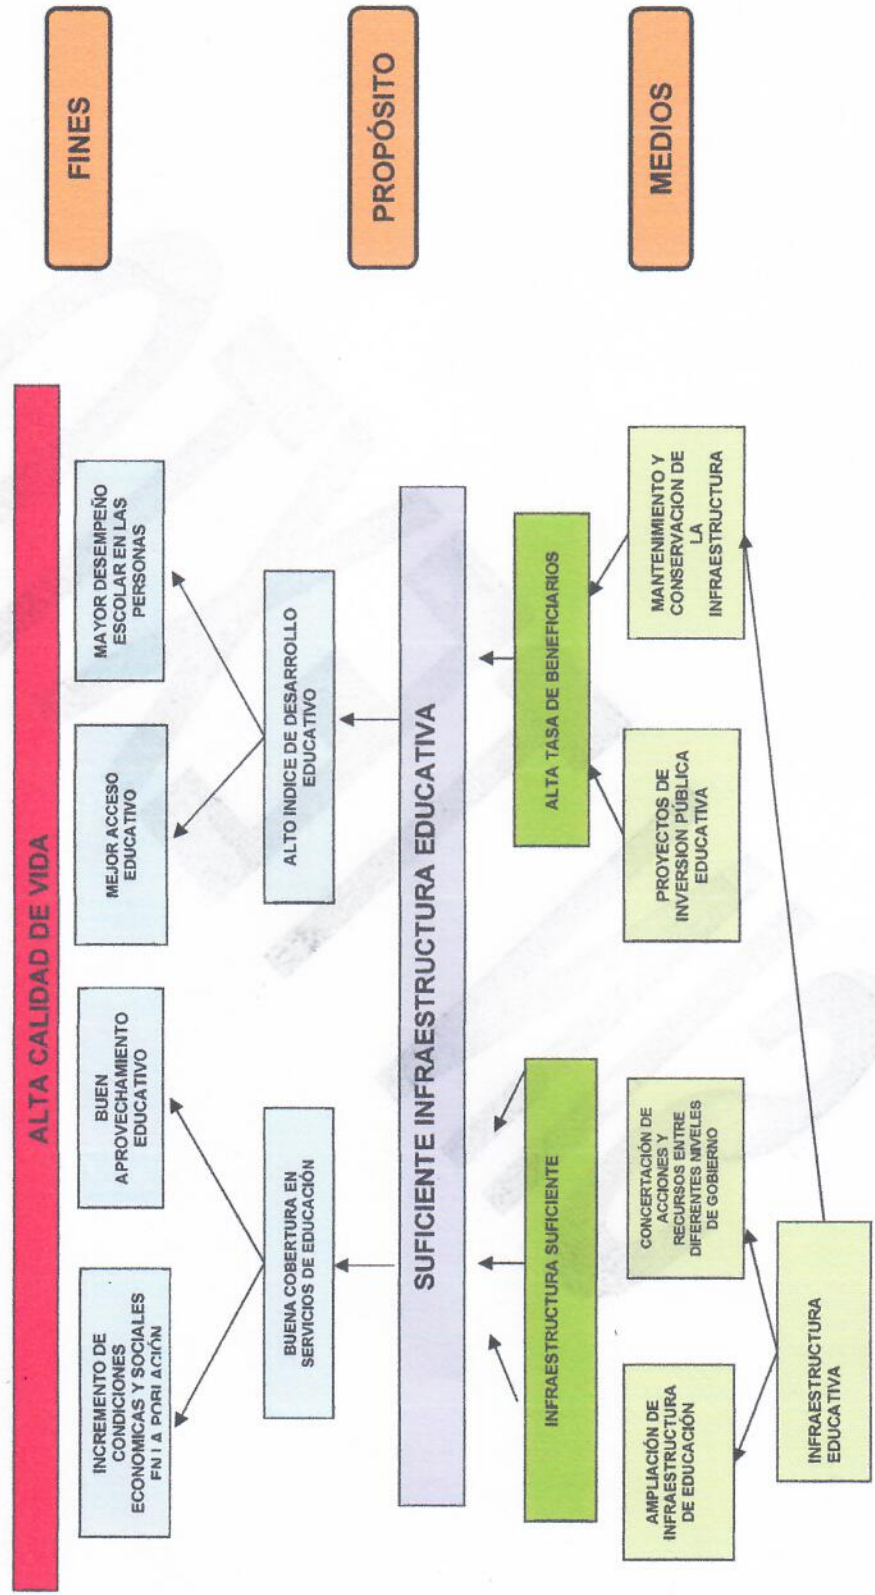 ALTA CALIDAD DE VIDA
FINES
INCREMENTO DE
CONDICIONES
ECONOMICAS Y SOCIALES
EN LA POBLACIÓN
BUEN
APROVECHAMIENTO
EDUCATIVO
MEJOR ACCESO
EDUCATIVO
MAYOR DESEMPEÑO
ESCOLAR EN LAS
PERSONAS
BUENA COBERTURA EN
SERVICIOS DE EDUCACIÓN
ALTO INDICE DE DESARROLLO
EDUCATIVO
PROPÓSITO
SUFICIENTE INFRAESTRUCTURA EDUCATIVA
INFRAESTRUCTURA SUFICIENTE
ALTA TASA DE BENEFICIARIOS
MEDIOS
AMPLIACIÓN DE
INFRAESTRUCTURA
DE EDUCACIÓN
CONCERTACIÓN DE
ACCIONES Y
RECURSOS ENTRE
DIFERENTES NIVELES
DE GOBIERNO
PROYECTOS DE
INVERSION PÚBLICA
EDUCATIVA
MANTENIMIENTO Y
CONSERVACION DE
LA
INFRAESTRUCTURA
INFRAESTRUCTURA
EDUCATIVA